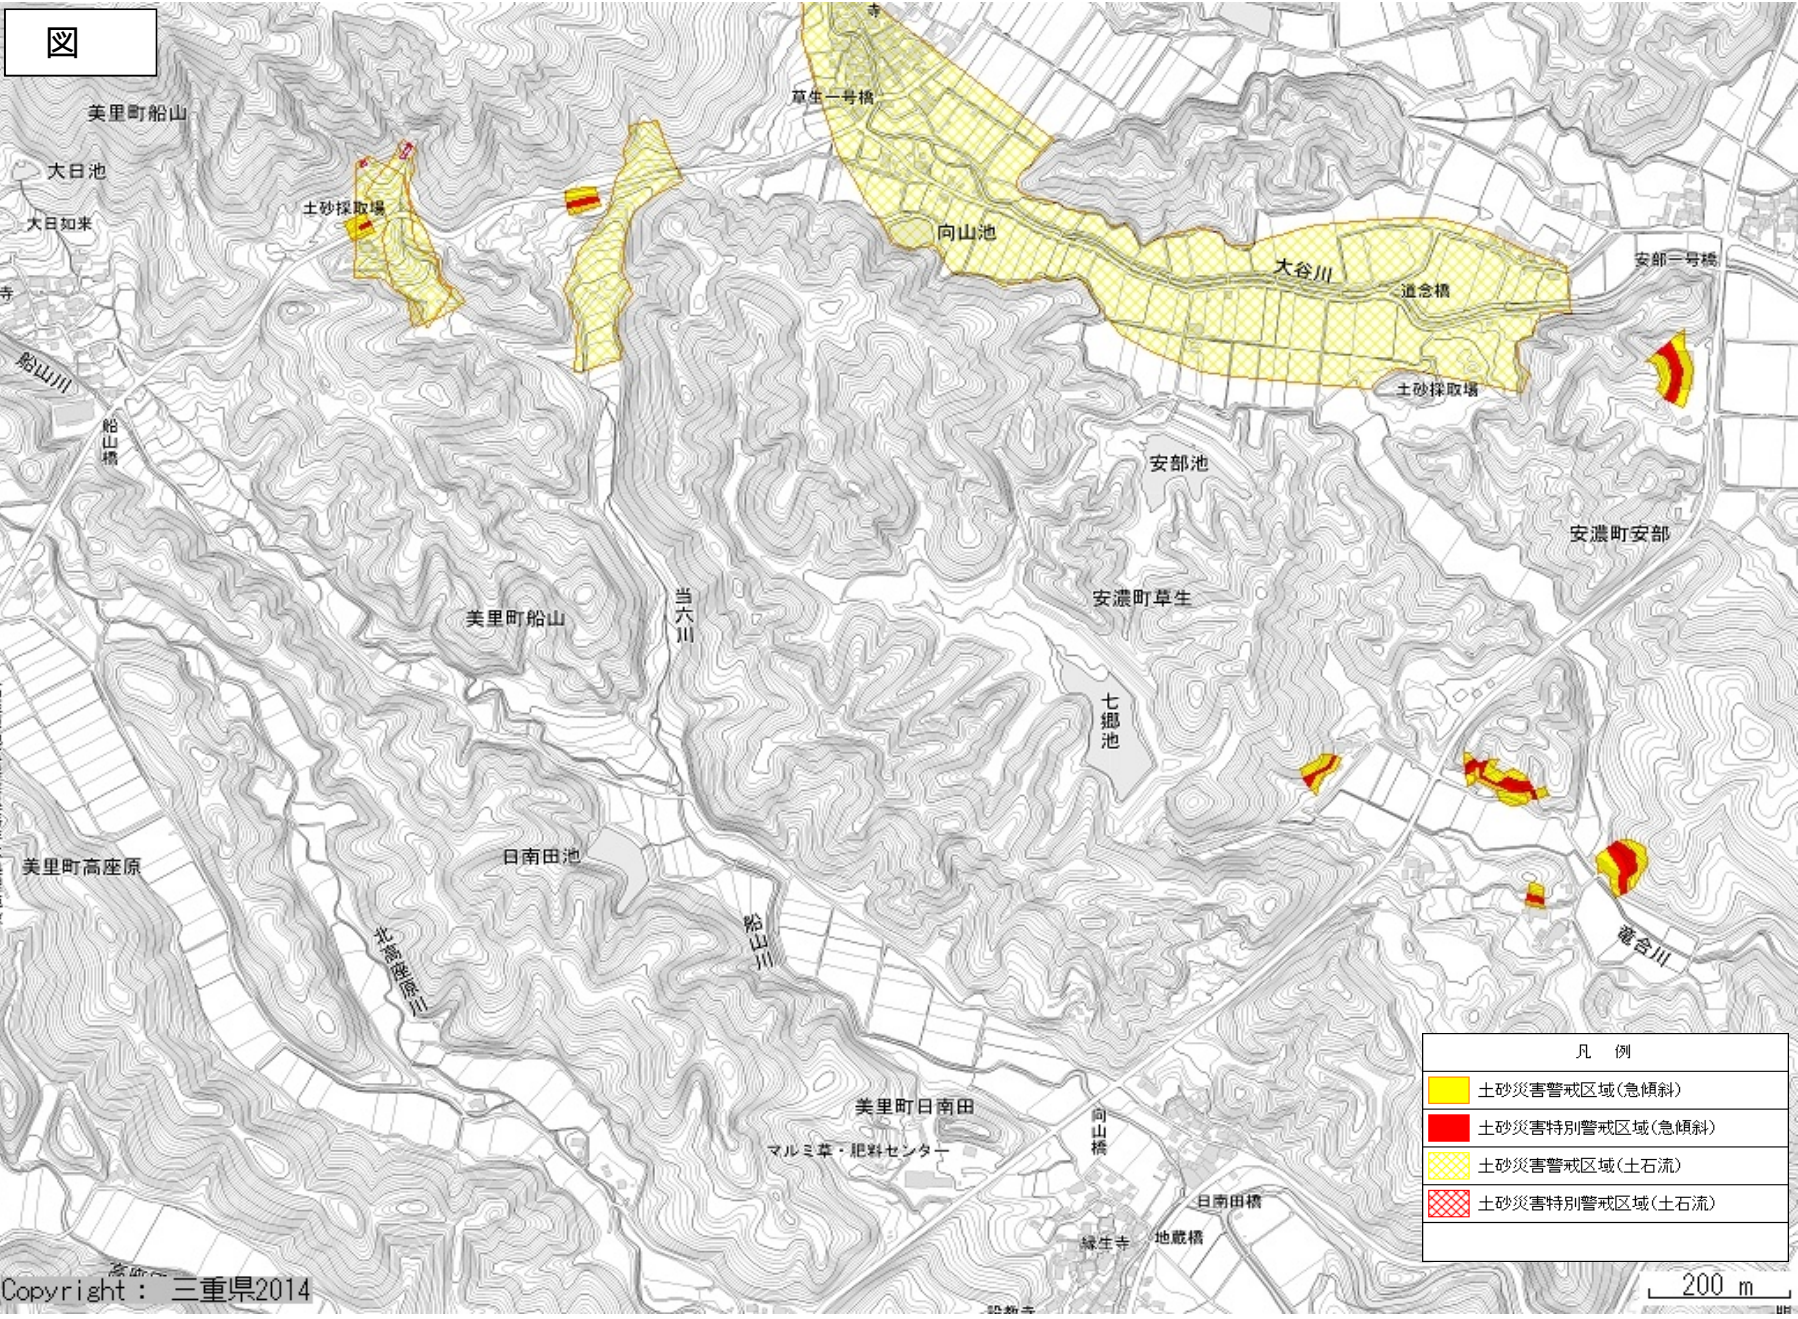 図
寺
草生一号橋
美里町船山
大日池
土砂採取場
大日如来
向山池
大谷川
安部一号橋
道念橋
寺
船山川
土砂採取場
船山橋
安部池
安濃町安部
当六川
安濃町草生
美里町船山
七郷池
日南田池
美里町高座原
船山川
北高座原川
凡 例
土砂災害警戒区域(急傾斜)
土砂災害特別警戒区域(急傾斜)
土砂災害警戒区域(土石流)
土砂災害特別警戒区域(土石流)
美里町日南田
向山橋
マルミ草・肥料センター
日南田橋
縁生寺
地蔵橋
Copyright： 三重県2014
200 m